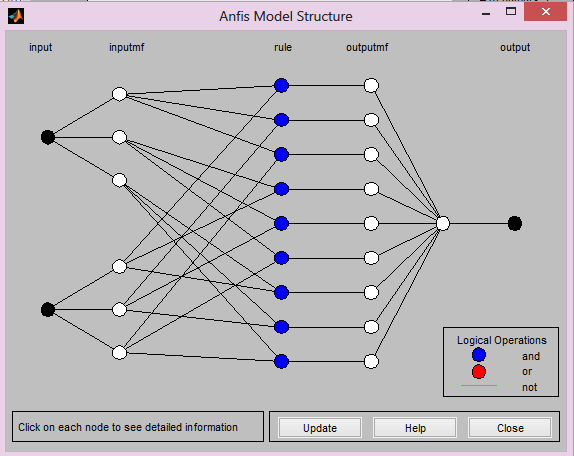 Anfis Model Structure
input inputmf rule outputmf output
Logical Operations
and
or
not
Click on each node to see detailed information
Update Help Close